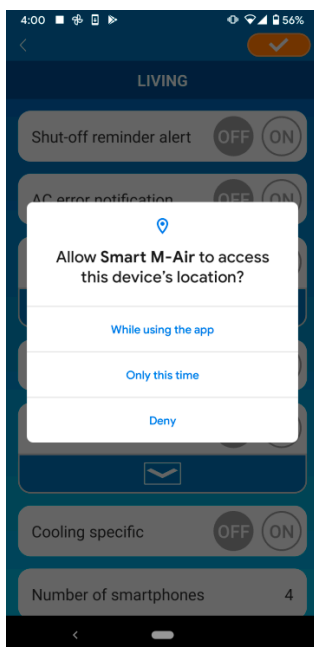 4:00
56%
LIVING
Shut-off reminder alert OFF ON
AC error notification OFF ON
Allow Smart M-Air to access
this device's location?
While using the app
Only this time
Deny
Cooling specific OFF ON
Number of smartphones 4